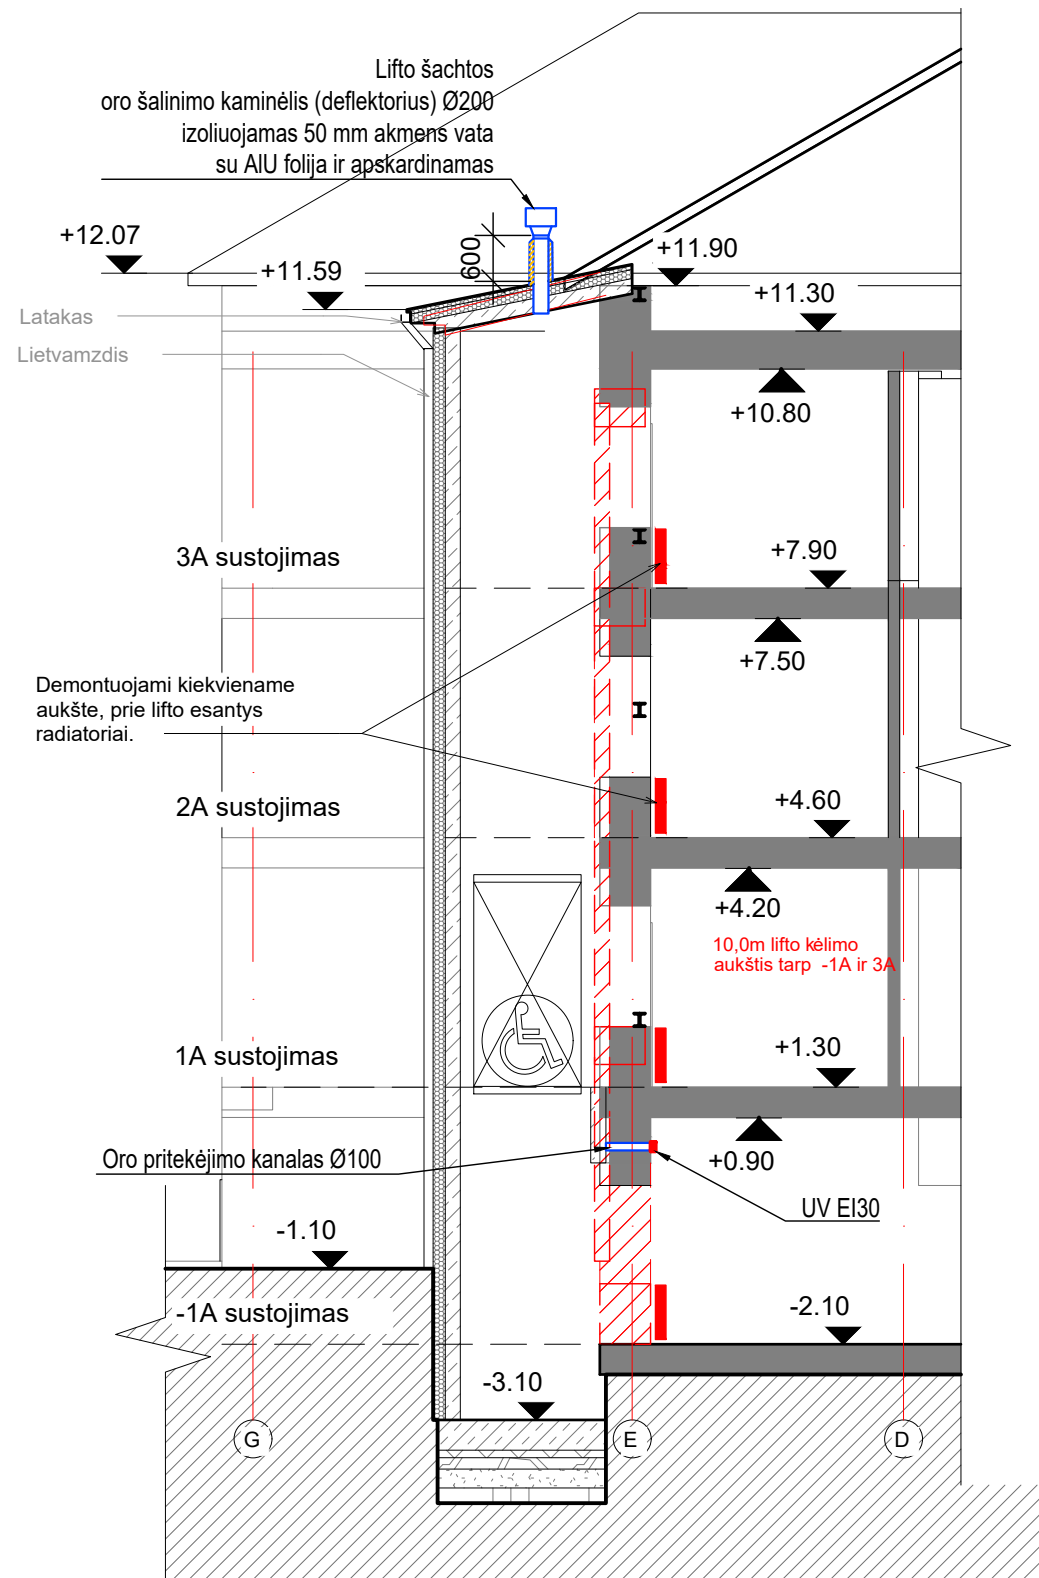 Lifto šachtos
oro šalinimo kaminėlis (deflektorius) Ø200
izoliuojamas 50 mm akmens vata
su AlU folija ir apskardinamas
+12.07
+11.59
600
+11.90
+11.30
Latakas
Lietvamzdis
+10.80
3A sustojimas
+7.90
+7.50
Demontuojami kiekviename
aukšte, prie lifto esantys
radiatoriai.
2A sustojimas
+4.60
+4.20
10,0m lifto kėlimo
aukštis tarp -1A ir 3A
1A sustojimas
+1.30
Oro pritekėjimo kanalas Ø100
+0.90
UV EI30
-1.10
-1A sustojimas
-2.10
-3.10
G
E
D